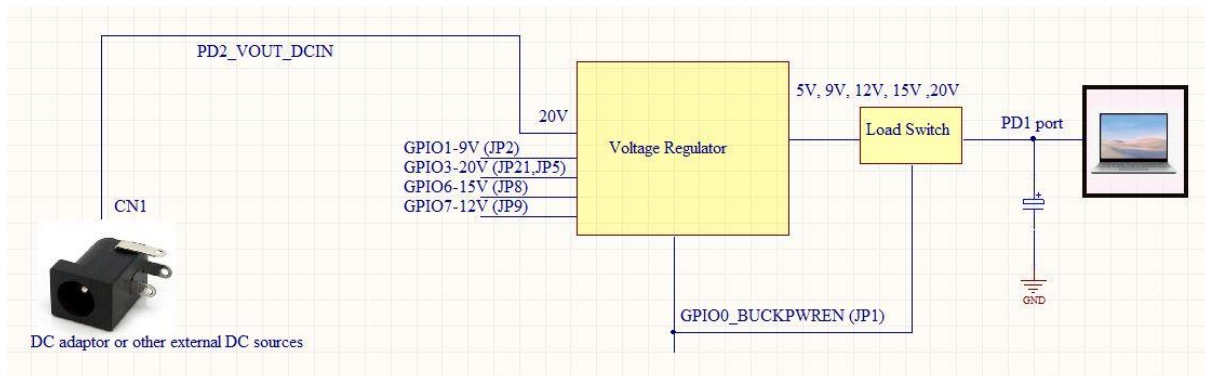 PD2_VOUT_DCIN
5V, 9V, 12V, 15V ,20V
20V
Load Switch
PD1 port
GPIO1-9V (JP2)
Voltage Regulator
GPIO3-20V (JP21,JP5)
GPIO6-15V (JP8)
GPIO7-12V (JP9)
CN1
+
GND
GPIO0_BUCKPWREN (JP1)
DC adaptor or other external DC sources